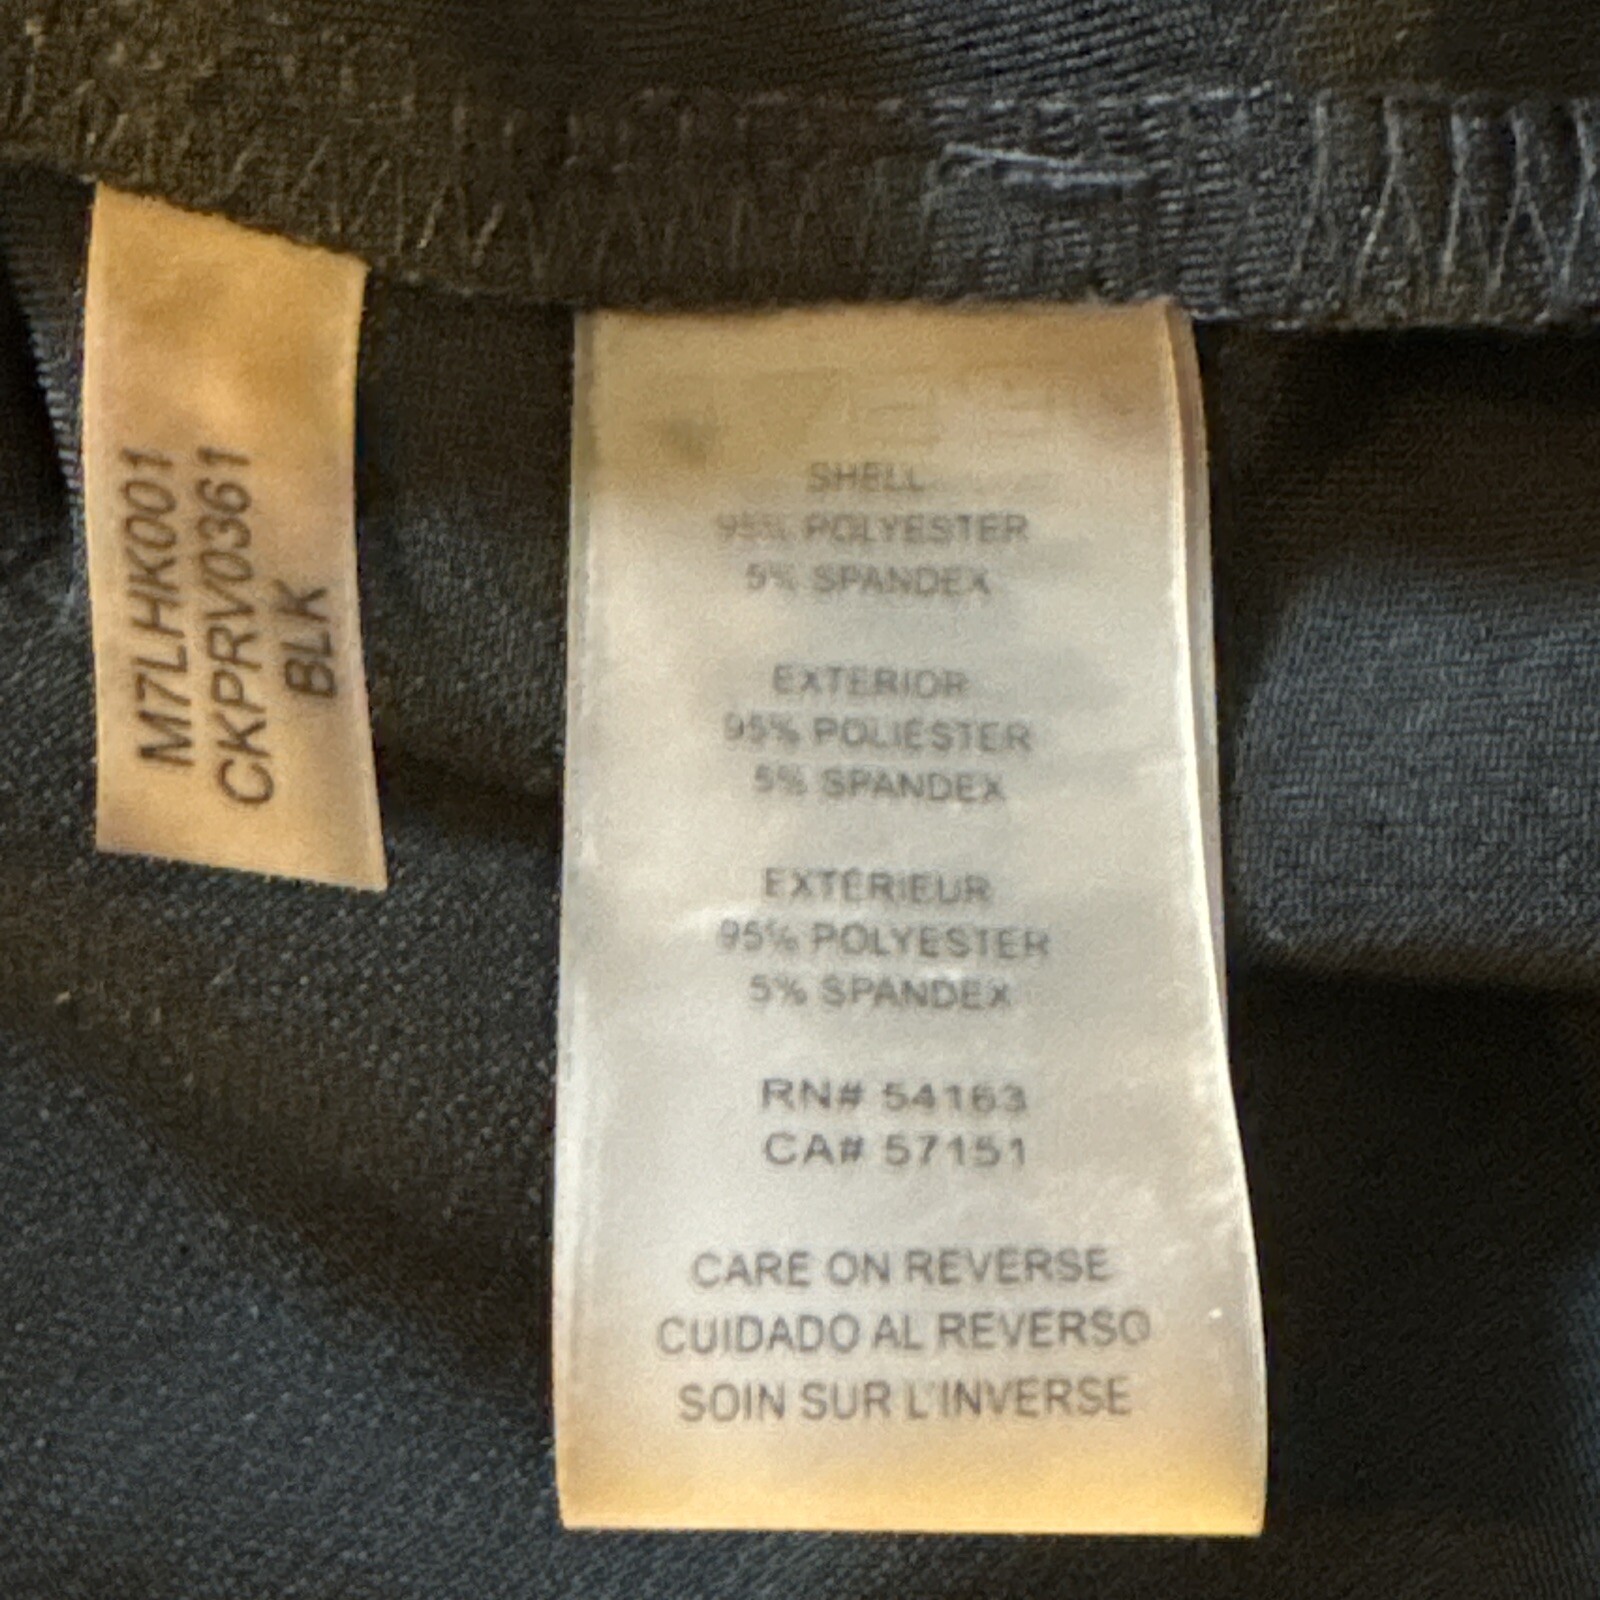 M7LHK001
CKPRV0361
BLK
SHELL
95% POLYESTER
5% SPANDEX
EXTERIOR
95% POLIÉSTER
5% SPANDEX
EXTÉRIEUR
95% POLYESTER
5% SPANDEX
RN# 54163
CA# 57151
CARE ON REVERSE
CUIDADO AL REVERSO
SOIN SUR L'INVERSE